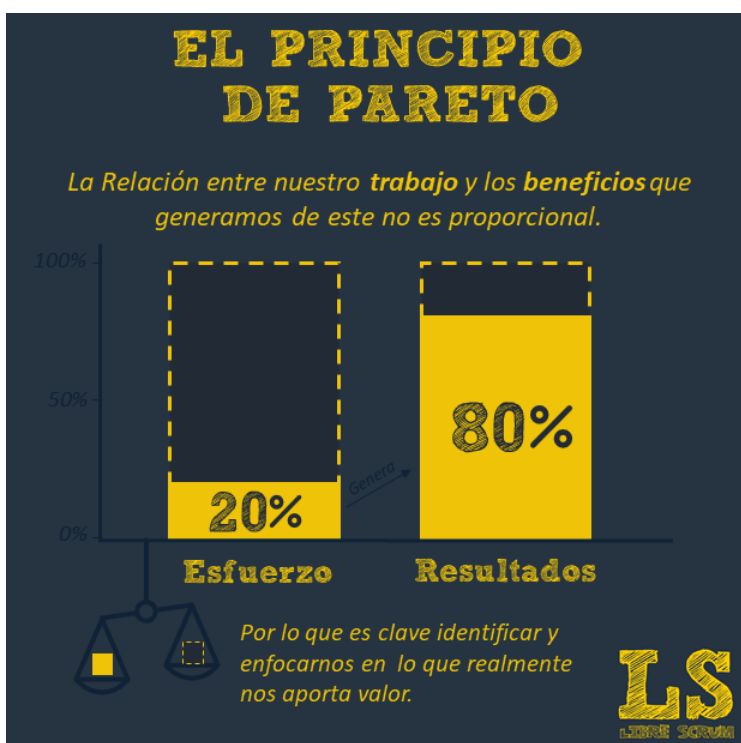 EL PRINCIPIO
DE PARETO
La Relación entre nuestro trabajo y los beneficios que
generamos de este no es proporcional.
100%
50%
0%
20%
Genera
80%
Esfuerzo
Resultados
Por lo que es clave identificar y
enfocarnos en lo que realmente
nos aporta valor.
LS
LIBRE SCRUM